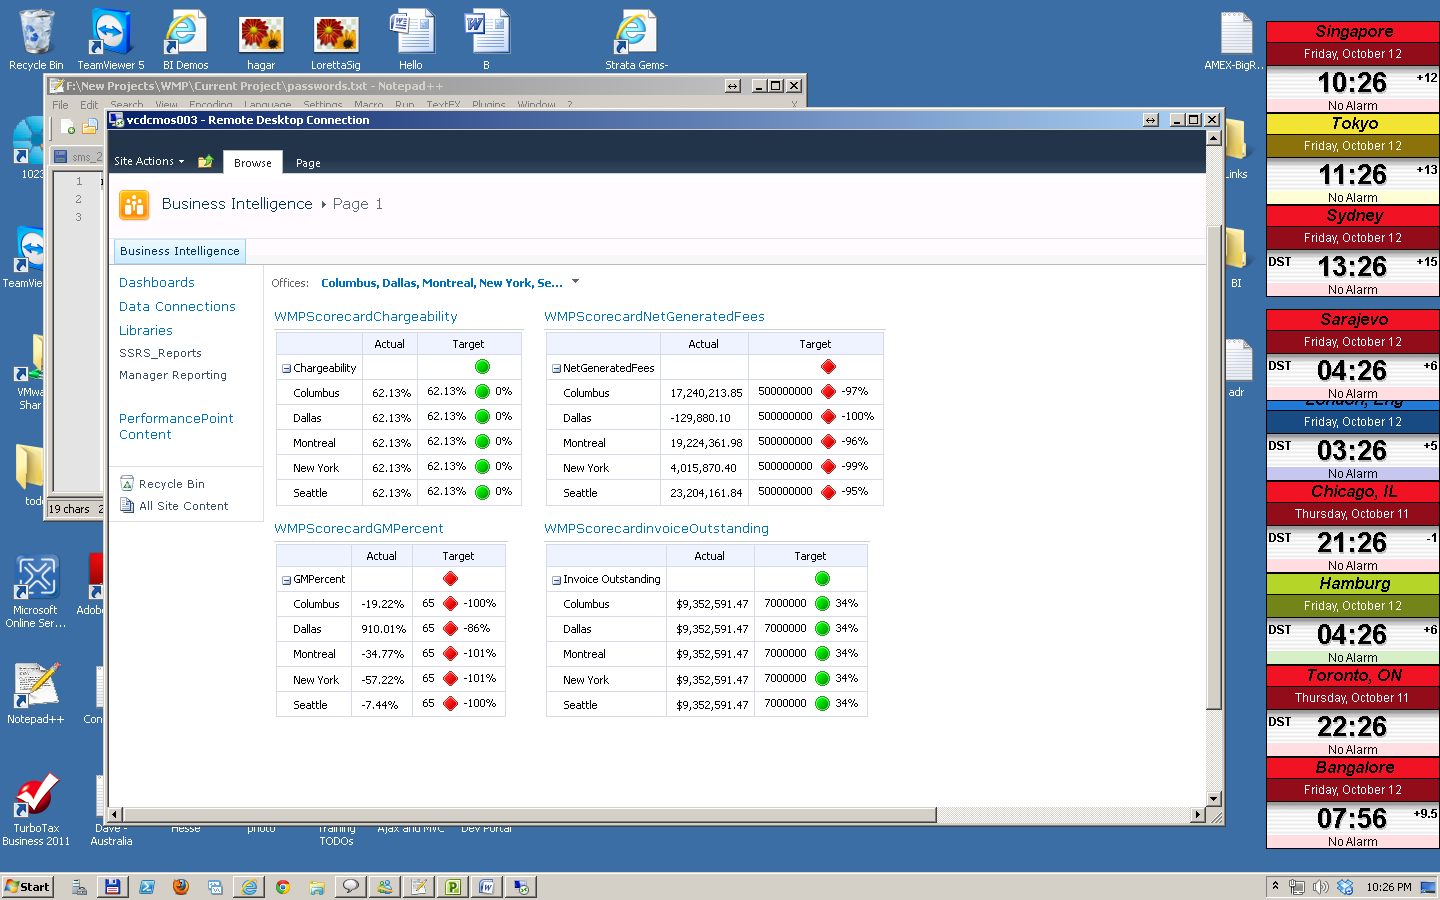 Recycle Bin
TeamViewer 5
BI Demos
hagar
LorettaSig
Hello
B
Strata Gems-
AMEX-BigR...
F:\New Projects\WMP\Current Project\passwords.txt - Notepad++
File Edit Search View Encoding Language Settings Macro Run TextFX Plugins Window ?
X
sms_2
1
2
3
19 chars 2
vcdcmos003 - Remote Desktop Connection
Site Actions
Browse
Page
Business Intelligence
Page 1
Business Intelligence
Dashboards
Data Connections
Libraries
SSRS_Reports
Manager Reporting
PerformancePoint
Content
Recycle Bin
All Site Content
Offices: Columbus, Dallas, Montreal, New York, Se...
WMPScorecardChargeability
Actual Target
Chargeability
Columbus 62.13% 62.13% 0%
Dallas 62.13% 62.13% 0%
Montreal 62.13% 62.13% 0%
New York 62.13% 62.13% 0%
Seattle 62.13% 62.13% 0%
WMPScorecardNetGeneratedFees
Actual Target
NetGeneratedFees
Columbus 17,240,213.85 500000000 -97%
Dallas -129,880.10 500000000 -100%
Montreal 19,224,361.98 500000000 -96%
New York 4,015,870.40 500000000 -99%
Seattle 23,204,161.84 500000000 -95%
WMPScorecardGMPercent
Actual Target
GMPercent
Columbus -19.22% 65 -100%
Dallas 910.01% 65 -86%
Montreal -34.77% 65 -101%
New York -57.22% 65 -101%
Seattle -7.44% 65 -100%
WMPScorecardinvoiceOutstanding
Actual Target
Invoice Outstanding
Columbus $9,352,591.47 7000000 34%
Dallas $9,352,591.47 7000000 34%
Montreal $9,352,591.47 7000000 34%
New York $9,352,591.47 7000000 34%
Seattle $9,352,591.47 7000000 34%
1023
TeamVie
VMwa
Shar
todo
Microsoft
Online Ser...
Adob
Notepad++
Con
TurboTax
Business 2011
Dave -
Australia
Hesse
photo
Training
TODOs
Ajax and MVC
Dev Portal
Links
BI
adr
Singapore
Friday, October 12
10:26 +12
No Alarm
Tokyo
Friday, October 12
11:26 +13
No Alarm
Sydney
Friday, October 12
DST 13:26 +15
No Alarm
Sarajevo
Friday, October 12
DST 04:26 +6
No Alarm
London, Eng
Friday, October 12
DST 03:26 +5
No Alarm
Chicago, IL
Thursday, October 11
DST 21:26 -1
No Alarm
Hamburg
Friday, October 12
DST 04:26 +6
No Alarm
Toronto, ON
Thursday, October 11
DST 22:26
No Alarm
Bangalore
Friday, October 12
07:56 +9.5
No Alarm
Start
10:26 PM